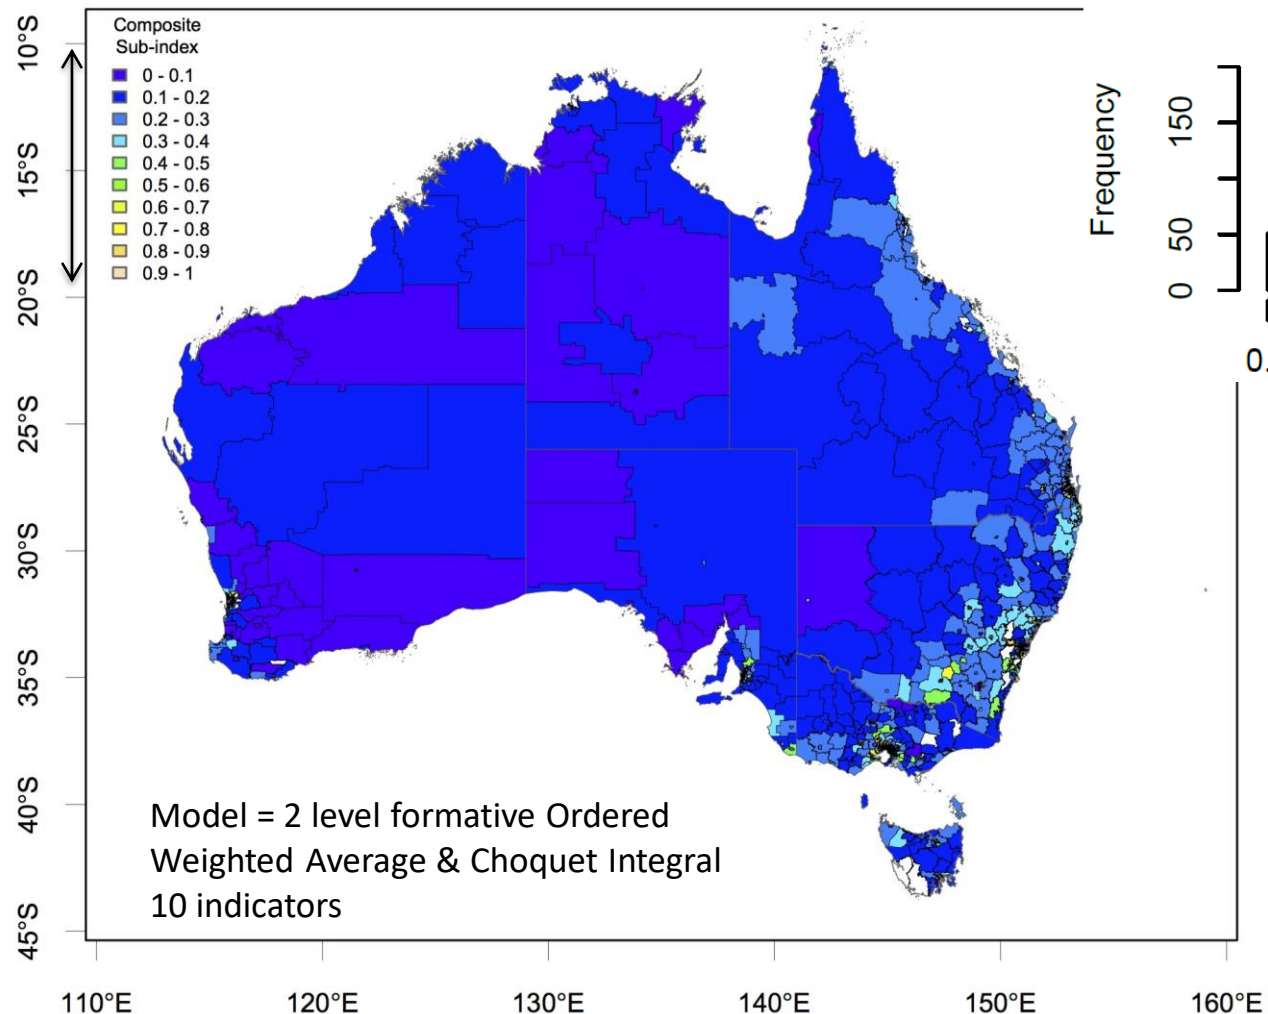 Composite
Sub-index
0 - 0.1
0.1 - 0.2
0.2 - 0.3
0.3 - 0.4
0.4 - 0.5
0.5 - 0.6
0.6 - 0.7
0.7 - 0.8
0.8 - 0.9
0.9 - 1
10°S
15°S
20°S
25°S
30°S
35°S
40°S
45°S
Frequency
150
50
0
0.
Model = 2 level formative Ordered
Weighted Average & Choquet Integral
10 indicators
110°E 120°E 130°E 140°E 150°E 160°E